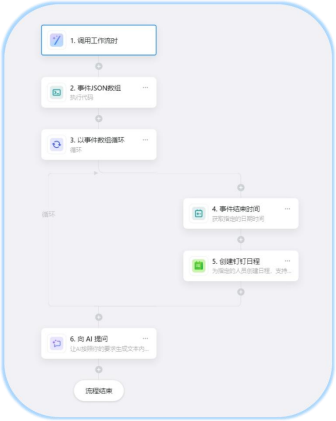 1. 调用工作流时
2. 事件JSON数组
执行代码
3. 以事件数组循环
循环
循环
4. 事件结束时间
获取指定的日期时间
5. 创建钉钉日程
为指定的人员创建日程，支持...
6. 向 AI 提问
让AI按照你的要求生成文本内...
流程结束